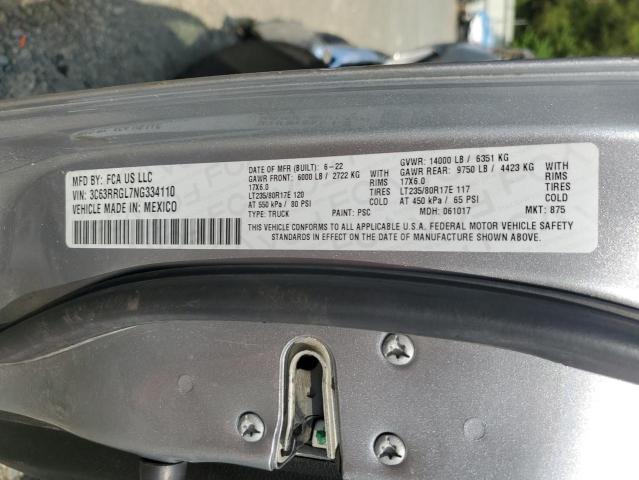 MFD BY: FCA US LLC
VIN: 3C63RRGL7NG334110
VEHICLE MADE IN: MEXICO
DATE OF MFR (BUILT): 6-22 GVWR: 14000 LB / 6351 KG
GAWR FRONT: 6000 LB / 2722 KG GAWR REAR: 9750 LB / 4423 KG
17X6.0 RIMS 17X6.0 RIMS
LT235/80R17E 120 TIRES LT235/80R17E 117 TIRES
AT 550 kPa / 80 PSI COLD AT 450 kPa / 65 PSI COLD
TYPE: TRUCK PAINT: PSC MDH: 061017 MKT: 875
THIS VEHICLE CONFORMS TO ALL APPLICABLE U.S.A. FEDERAL MOTOR VEHICLE SAFETY
STANDARDS IN EFFECT ON THE DATE OF MANUFACTURE SHOWN ABOVE.